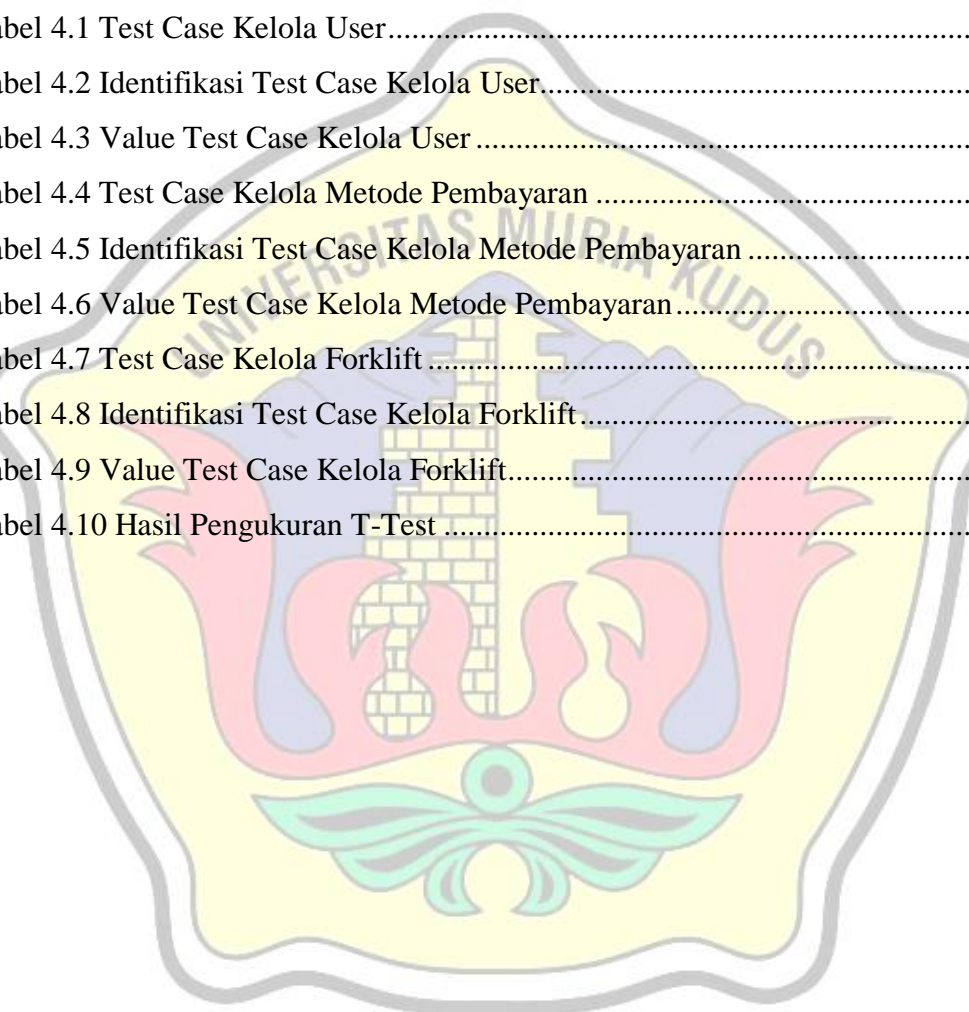 abel 4.1 Test Case Kelola User
abel 4.2 Identifikasi Test Case Kelola User
abel 4.3 Value Test Case Kelola User
abel 4.4 Test Case Kelola Metode Pembayaran
abel 4.5 Identifikasi Test Case Kelola Metode Pembayaran
abel 4.6 Value Test Case Kelola Metode Pembayaran
abel 4.7 Test Case Kelola Forklift
abel 4.8 Identifikasi Test Case Kelola Forklift
abel 4.9 Value Test Case Kelola Forklift
abel 4.10 Hasil Pengukuran T-Test
UNIVERSITAS MURIA KUDUS